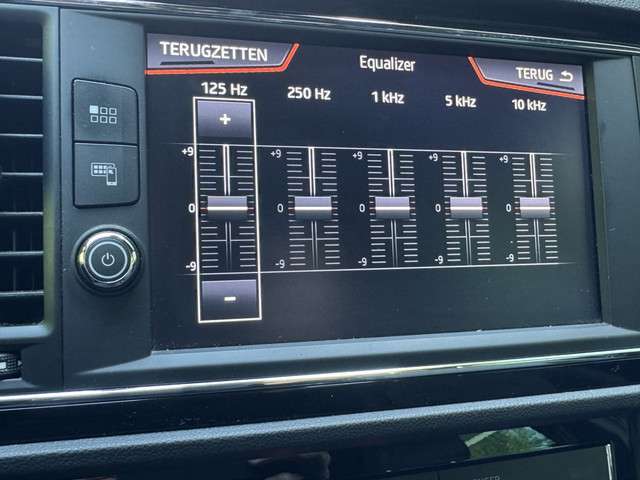 TERUGZETTEN
Equalizer
TERUG
125 Hz 250 Hz 1 kHz 5 kHz 10 kHz
+
+9 +9 +9 +9 +9
0 0 0 0 0
-9 -9 -9 -9 -9
-